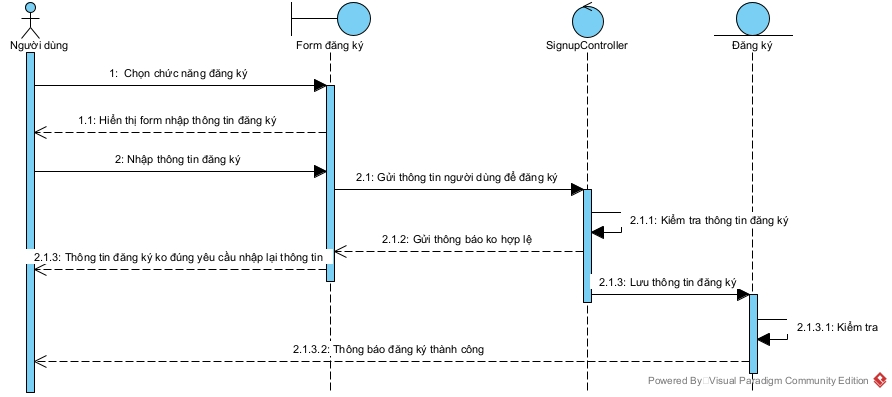 Người dùng
Form đăng ký
SignupController
Đăng ký
1: Chọn chức năng đăng ký
1.1: Hiển thị form nhập thông tin đăng ký
2: Nhập thông tin đăng ký
2.1: Gửi thông tin người dùng để đăng ký
2.1.1: Kiểm tra thông tin đăng ký
2.1.2: Gửi thông báo ko hợp lệ
2.1.3: Thông tin đăng ký ko đúng yêu cầu nhập lại thông tin
2.1.3: Lưu thông tin đăng ký
2.1.3.1: Kiểm tra
2.1.3.2: Thông báo đăng ký thành công
Powered By Visual Paradigm Community Edition